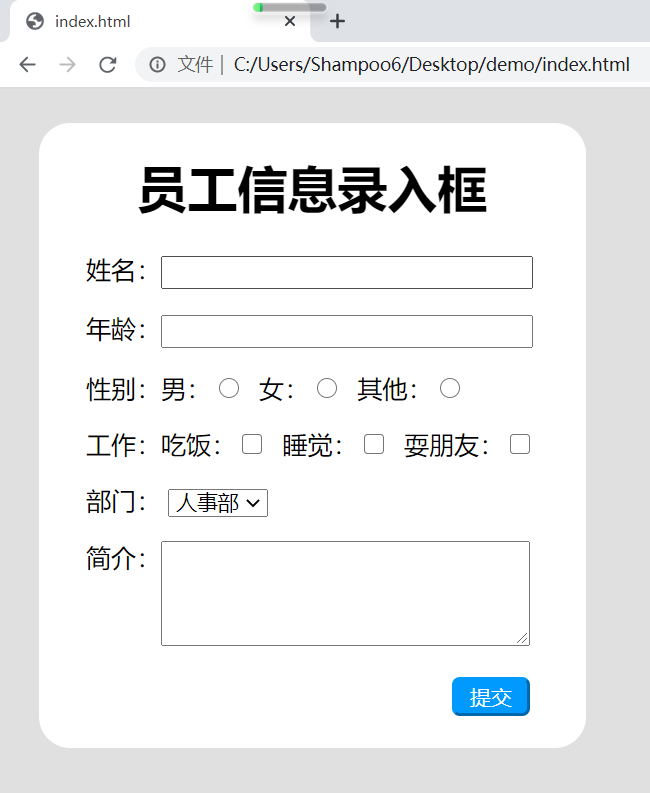 index.html
文件 | C:/Users/Shampoo6/Desktop/demo/index.html
员工信息录入框
姓名：
年龄：
性别：男： 女： 其他：
工作：吃饭： 睡觉： 耍朋友：
部门： 人事部
简介：
提交